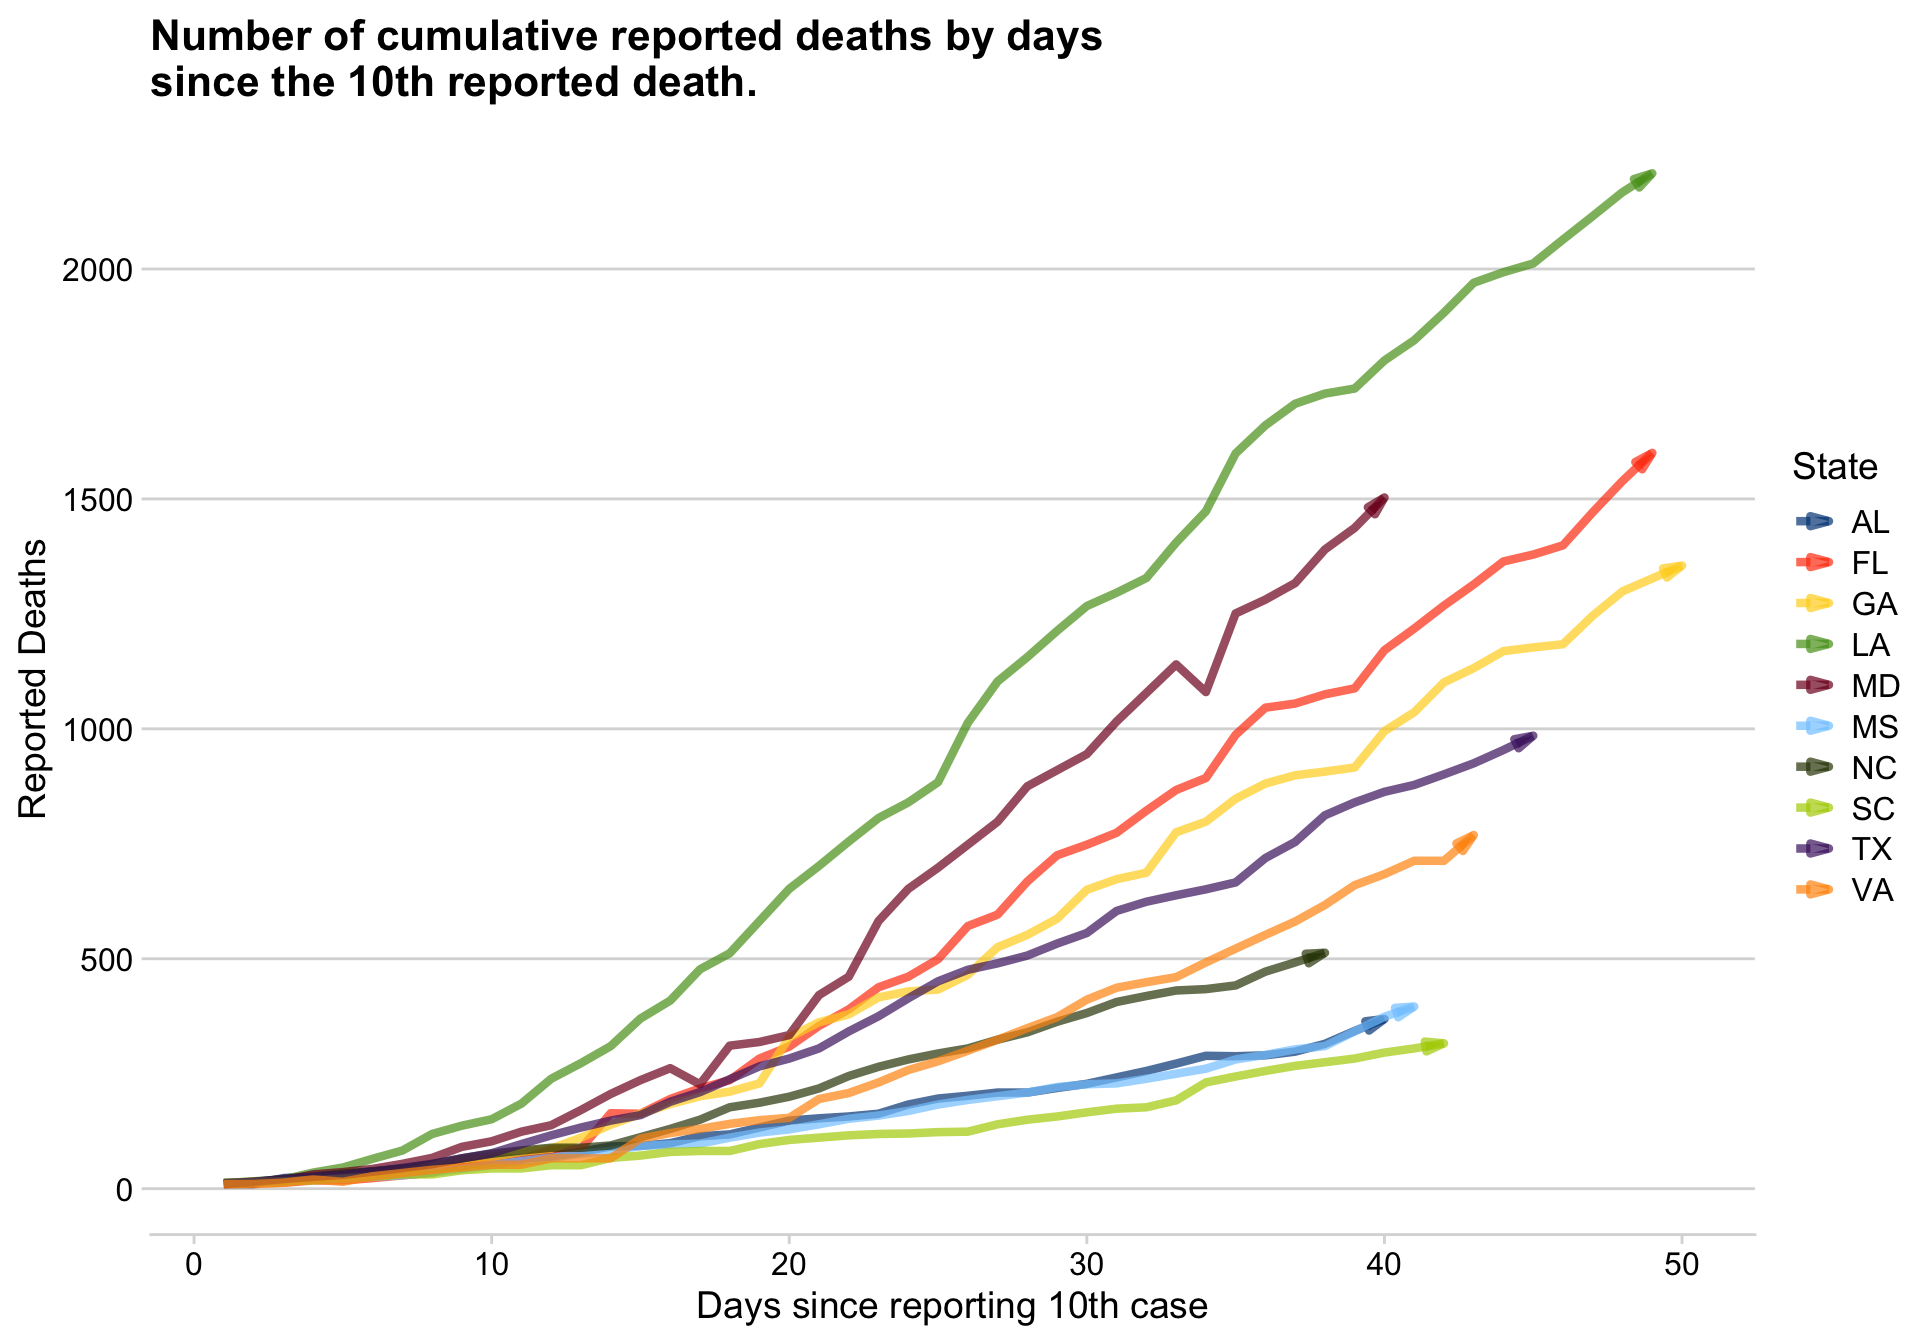 Number of cumulative reported deaths by days
since the 10th reported death.
Reported Deaths
2000
1500
1000
500
0
0 10 20 30 40 50
Days since reporting 10th case
State
AL
FL
GA
LA
MD
MS
NC
SC
TX
VA